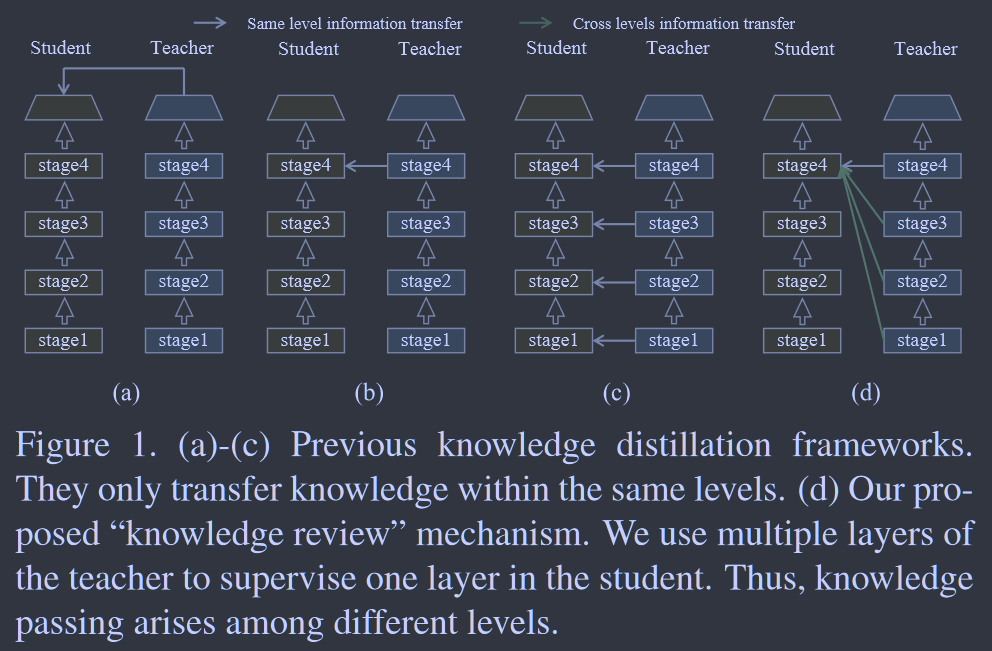 Same level information transfer Cross levels information transfer
Student Teacher Student Teacher Student Teacher Student Teacher
stage4 stage4 stage4 stage4 stage4 stage4 stage4 stage4
stage3 stage3 stage3 stage3 stage3 stage3 stage3 stage3
stage2 stage2 stage2 stage2 stage2 stage2 stage2 stage2
stage1 stage1 stage1 stage1 stage1 stage1 stage1 stage1
(a) (b) (c) (d)
Figure 1. (a)-(c) Previous knowledge distillation frameworks.
They only transfer knowledge within the same levels. (d) Our pro-
posed “knowledge review” mechanism. We use multiple layers of
the teacher to supervise one layer in the student. Thus, knowledge
passing arises among different levels.